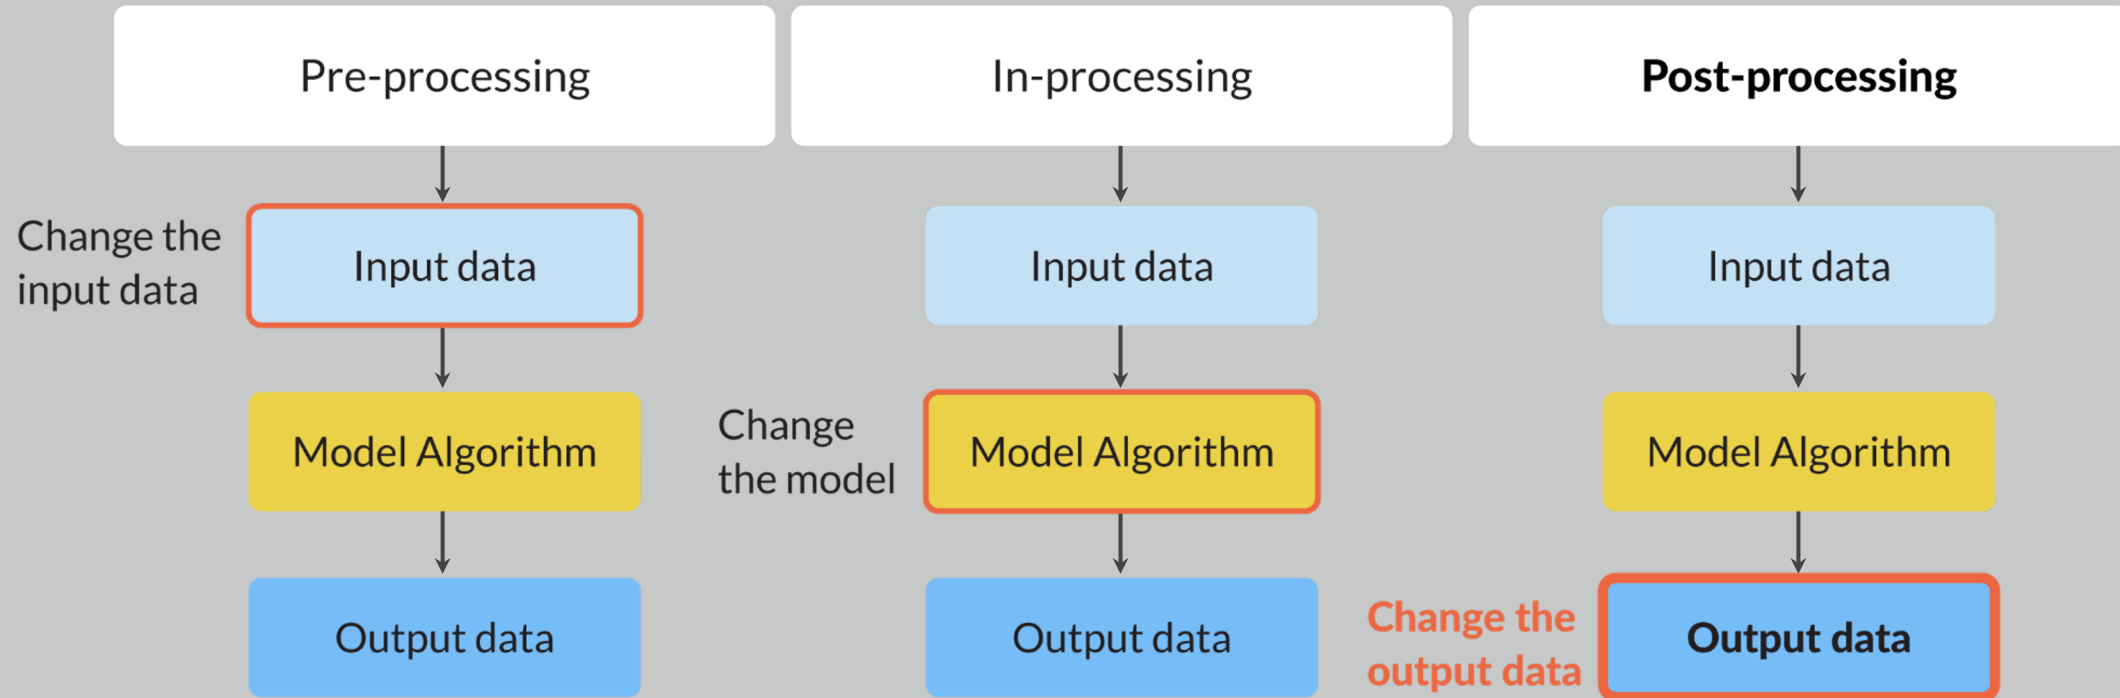 Pre-processing
In-processing
Post-processing
Change the
input data
Input data
Input data
Input data
Change
the model
Model Algorithm
Model Algorithm
Model Algorithm
Output data
Output data
Change the
output data
Output data